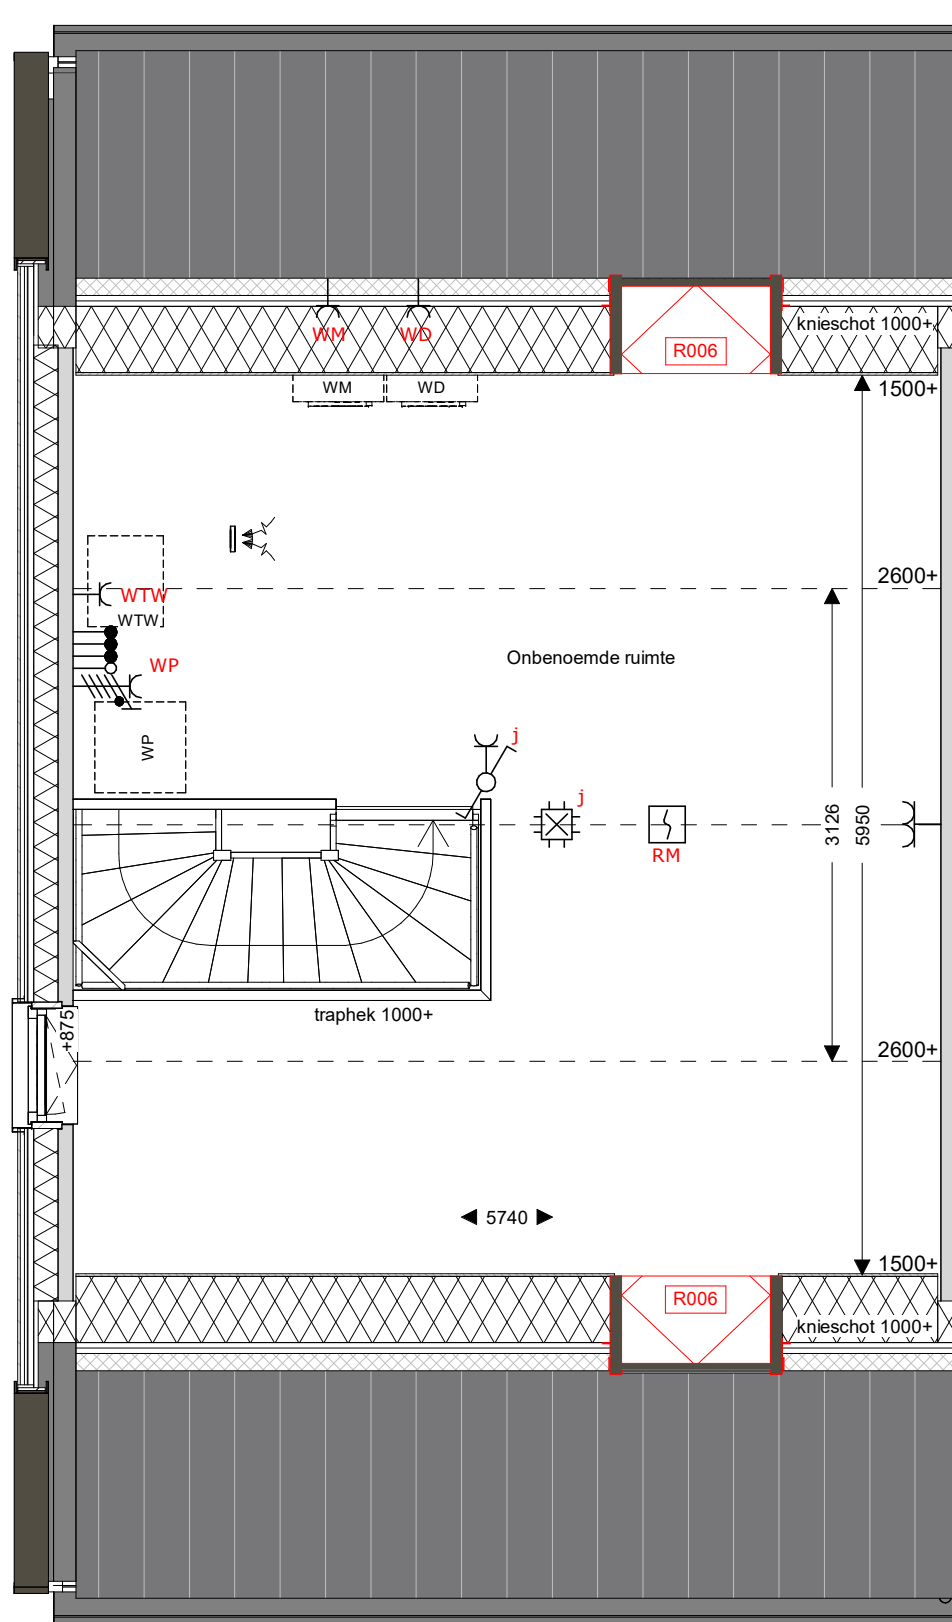 WM
WD
knieschot 1000+
R006
WM
WD
1500+
2600+
WTW
WTW
WP
Onbenoemde ruimte
WP
j
j
RM
3126
5950
traphek 1000+
+875
2600+
5740
1500+
R006
knieschot 1000+